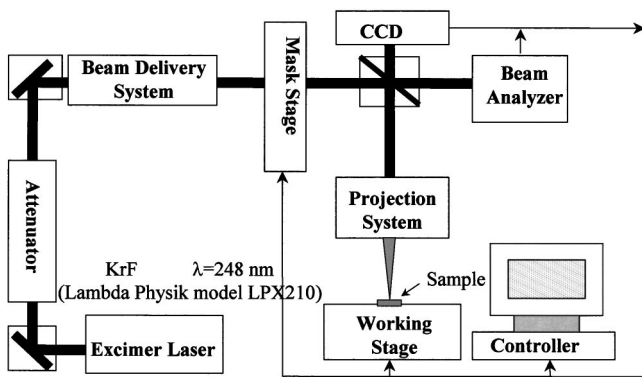 CCD
Beam Delivery
System
Mask Stage
Beam
Analyzer
Attenuator
Projection
System
KrF λ=248 nm
(Lambda Physik model LPX210)
Sample
Excimer Laser
Working
Stage
Controller